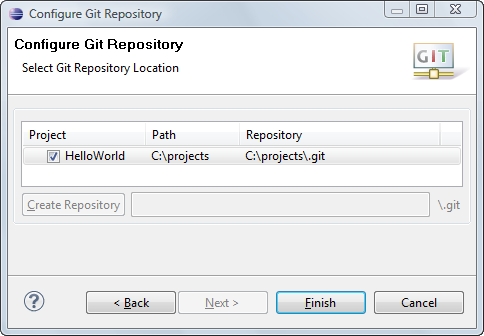 Configure Git Repository
Configure Git Repository
Select Git Repository Location
GIT
Project Path Repository
HelloWorld C:\projects C:\projects\.git
Create Repository \.git
? < Back Next > Finish Cancel